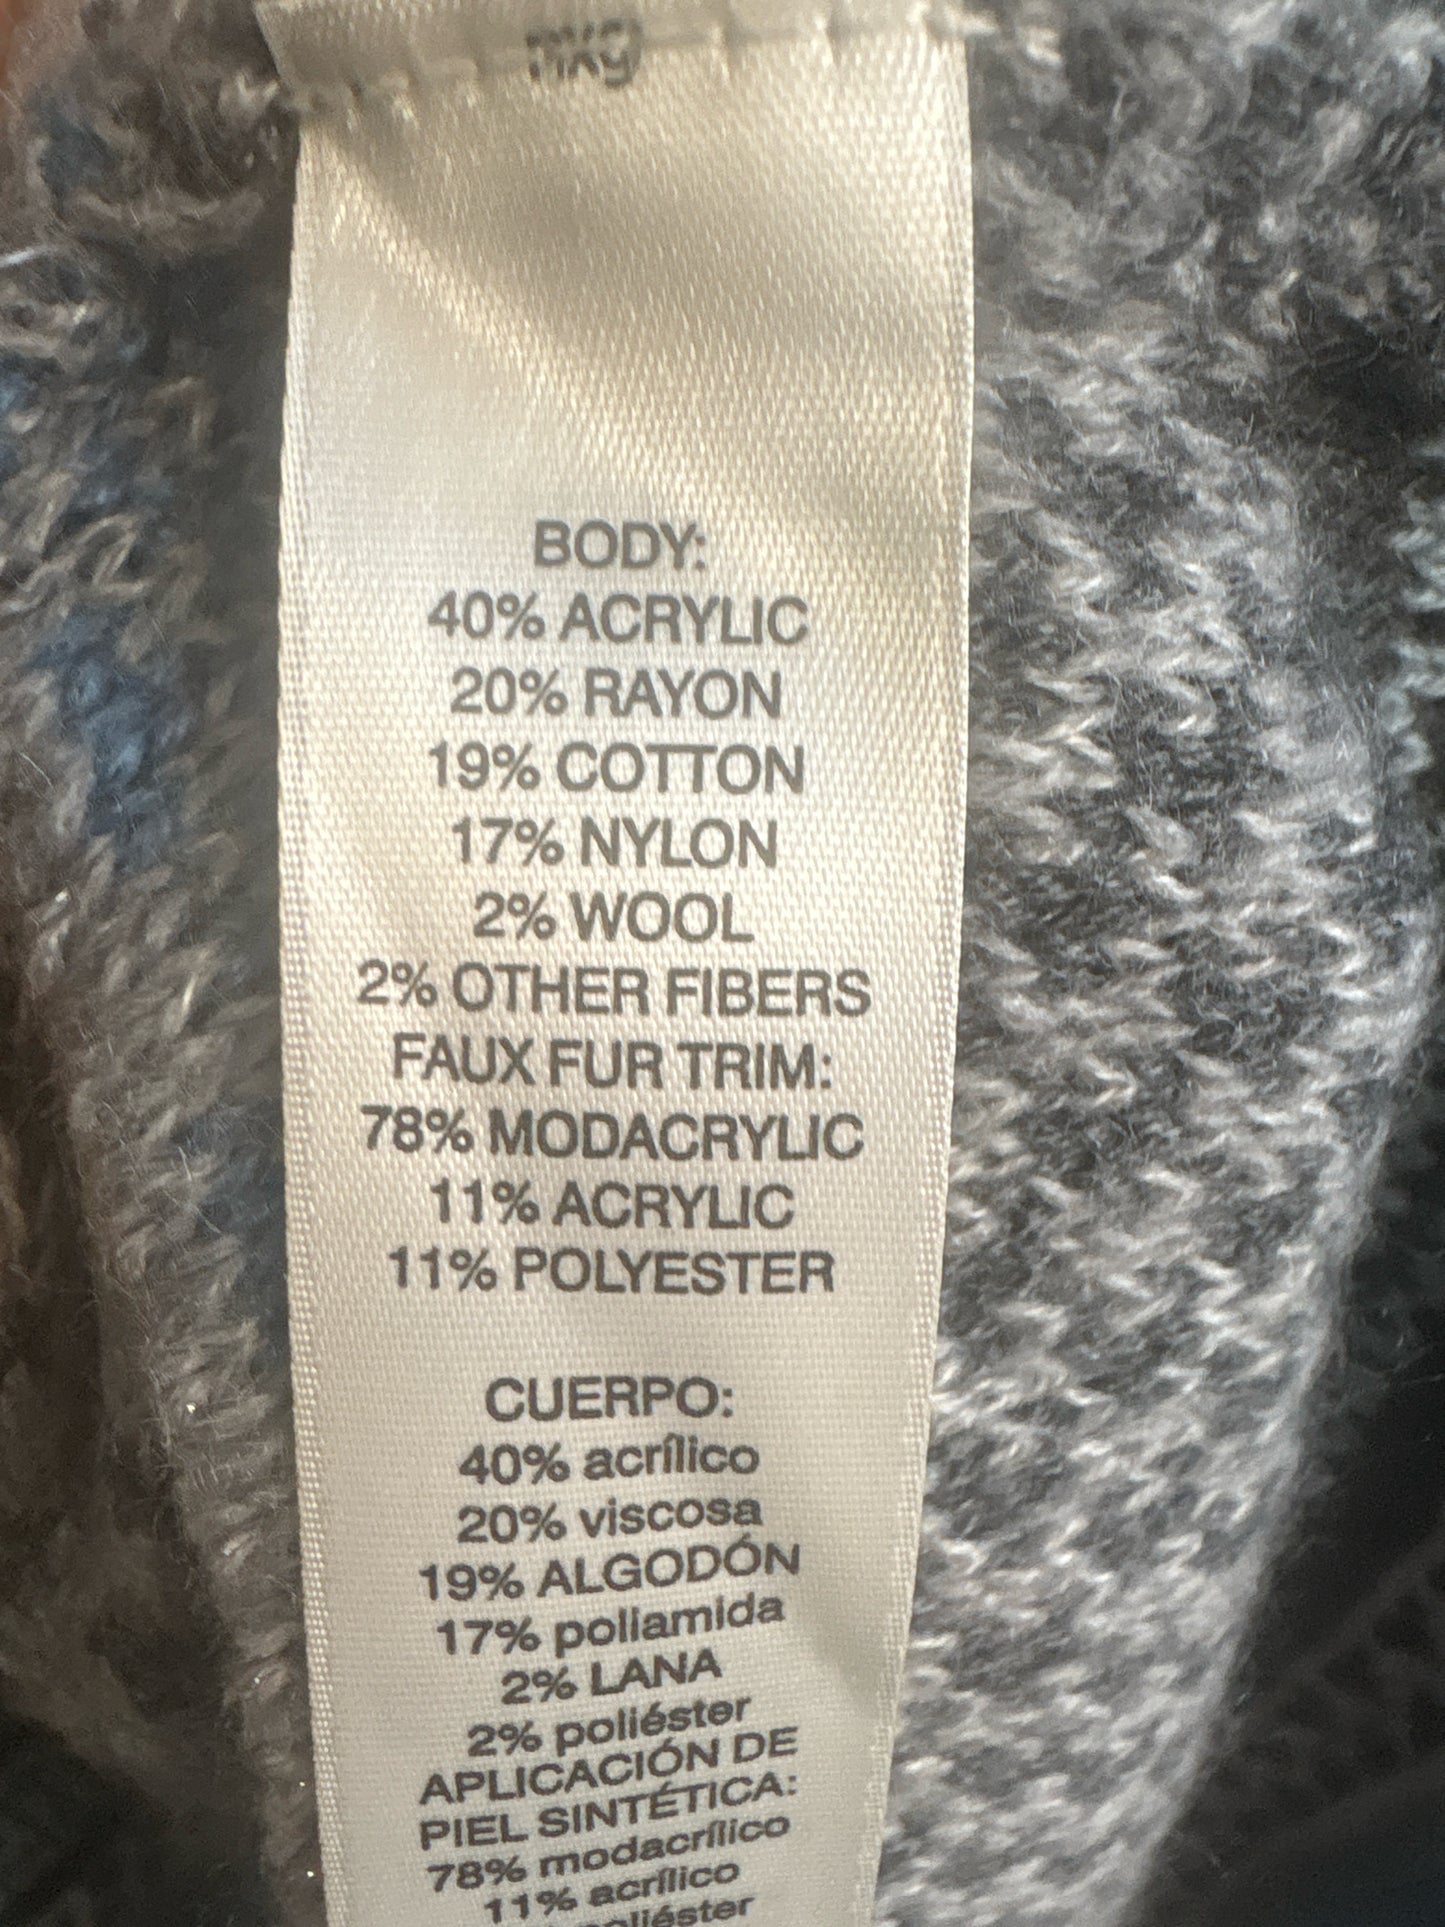 BODY:
40% ACRYLIC
20% RAYON
19% COTTON
17% NYLON
2% WOOL
2% OTHER FIBERS
FAUX FUR TRIM:
78% MODACRYLIC
11% ACRYLIC
11% POLYESTER
CUERPO:
40% acrílico
20% viscosa
19% ALGODÓN
17% poliamida
2% LANA
2% poliéster
APLICACIÓN DE
PIEL SINTÉTICA:
78% modacrílico
11% acrílico
poliéster